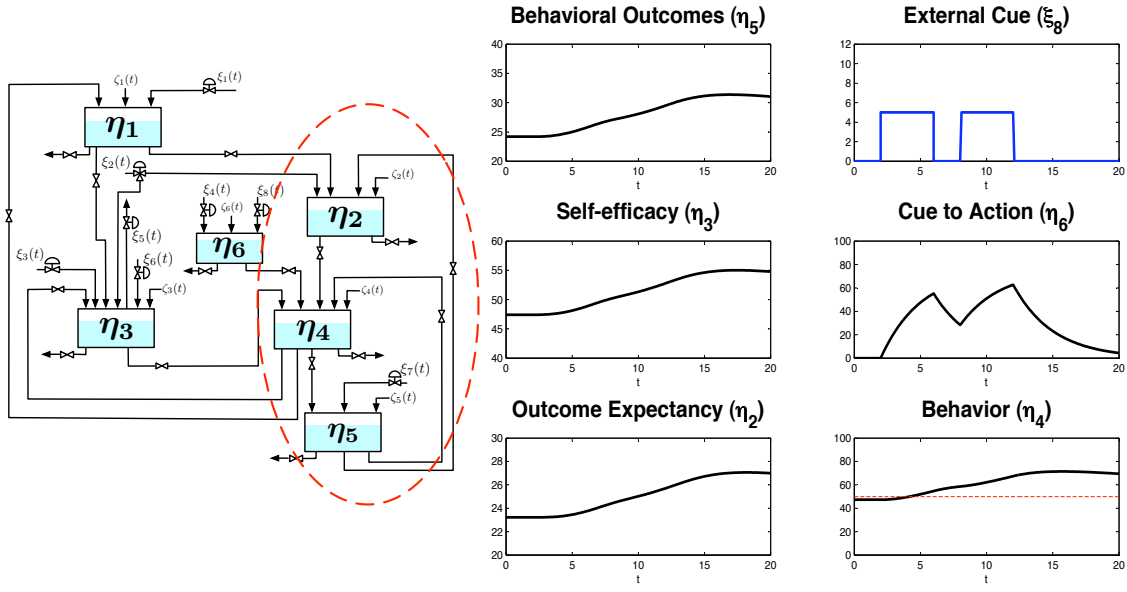 ζ₁(t)
ξ₁(t)
η₁
ξ₂(t)
ζ₂(t)
ξ₄(t)
ζ₆(t)
ξ₈(t)
η₂
ξ₅(t)
η₆
ξ₃(t)
ξ₆(t)
ζ₃(t)
ζ₄(t)
η₃
η₄
ξ₇(t)
ζ₅(t)
η₅
Behavioral Outcomes (η₅)
40
35
30
25
20
0 5 10 15 20
t
External Cue (ξ₈)
12
10
8
6
4
2
0
0 5 10 15 20
t
Self-efficacy (η₃)
60
55
50
45
40
0 5 10 15 20
t
Cue to Action (η₆)
100
80
60
40
20
0
0 5 10 15 20
t
Outcome Expectancy (η₂)
30
28
26
24
22
20
0 5 10 15 20
t
Behavior (η₄)
100
80
60
40
20
0
0 5 10 15 20
t